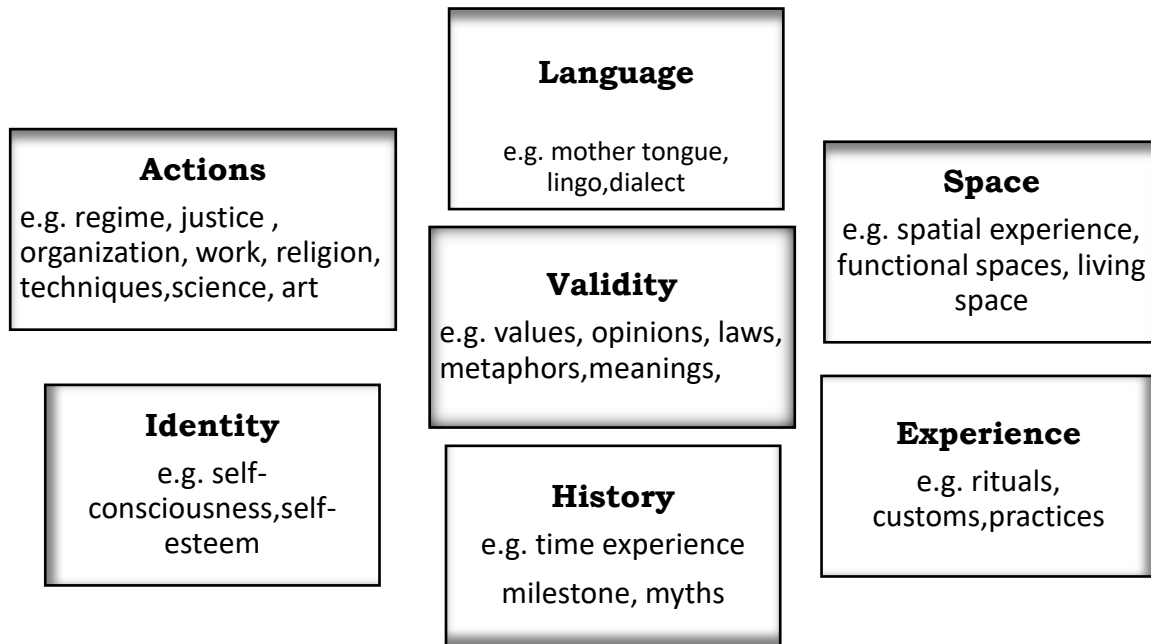 Language
e.g. mother tongue,
lingo,dialect
Actions
e.g. regime, justice ,
organization, work, religion,
techniques,science, art
Space
e.g. spatial experience,
functional spaces, living
space
Validity
e.g. values, opinions, laws,
metaphors,meanings,
Identity
e.g. self-
consciousness,self-
esteem
History
e.g. time experience
milestone, myths
Experience
e.g. rituals,
customs,practices